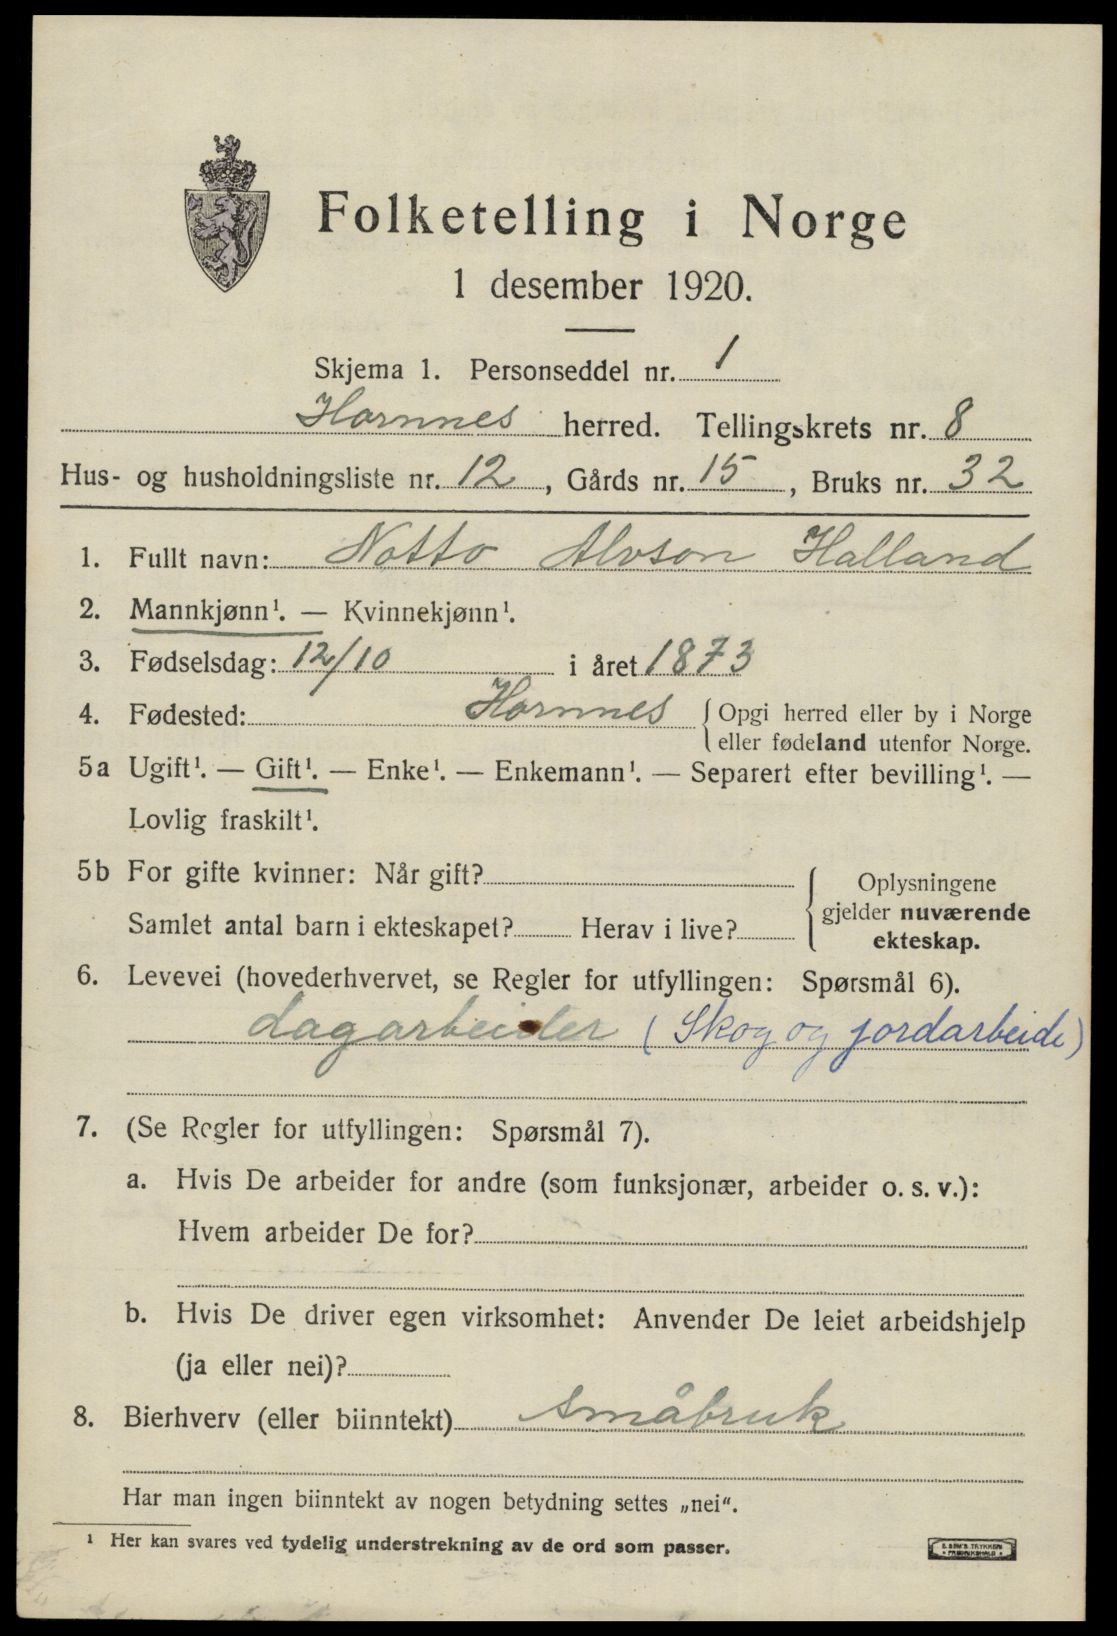 Folketelling i Norge
1 desember 1920.
Skjema 1. Personseddel nr. 1
Hornnes herred. Tellingskrets nr. 8
Hus- og husholdningsliste nr. 12, Gårds nr. 15, Bruks nr. 32
1. Fullt navn: Notto Alvson Halland
2. Mannkjønn¹. — Kvinnekjønn¹.
3. Fødselsdag: 12/10 i året 1873
4. Fødested: Hornnes { Opgi herred eller by i Norge
eller fødeland utenfor Norge.
5a Ugift¹. — Gift¹. — Enke¹. — Enkemann¹. — Separert efter bevilling¹. —
Lovlig fraskilt¹.
5b For gifte kvinner: Når gift?
Samlet antal barn i ekteskapet? Herav i live?
Oplysningene
gjelder nuværende
ekteskap.
6. Levevei (hovederhvervet, se Regler for utfyllingen: Spørsmål 6).
dagarbeider (Skog og jordarbeide)
7. (Se Regler for utfyllingen: Spørsmål 7).
a. Hvis De arbeider for andre (som funksjonær, arbeider o. s. v.):
Hvem arbeider De for?
b. Hvis De driver egen virksomhet: Anvender De leiet arbeidshjelp
(ja eller nei)?
8. Bierhverv (eller biinntekt) småbruk
Har man ingen biinntekt av nogen betydning settes „nei“.
¹ Her kan svares ved tydelig understrekning av de ord som passer.